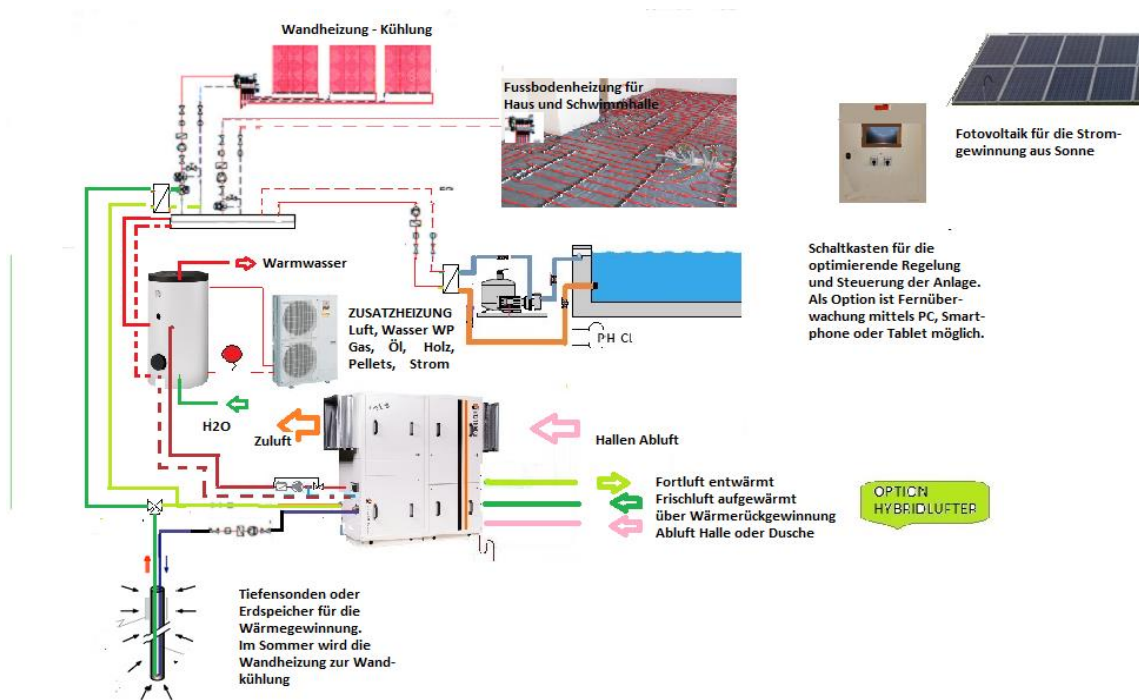 Wandheizung - Kühlung
Fussbodenheizung für
Haus und Schwimmhalle
Fotovoltaik für die Strom-
gewinnung aus Sonne
Schaltkasten für die
optimierende Regelung
und Steuerung der Anlage.
Als Option ist Fernüber-
wachung mittels PC, Smart-
phone oder Tablet möglich.
Warmwasser
ZUSATZHEIZUNG
Luft, Wasser WP
Gas, Öl, Holz,
Pellets, Strom
PH Cl
H2O
Zuluft
Hallen Abluft
Fortluft entwärmt
Frischluft aufgewärmt
über Wärmerückgewinnung
Abluft Halle oder Dusche
OPTION
HYBRIDLUFTER
Tiefensonden oder
Erdspeicher für die
Wärmegewinnung.
Im Sommer wird die
Wandheizung zur Wand-
kühlung